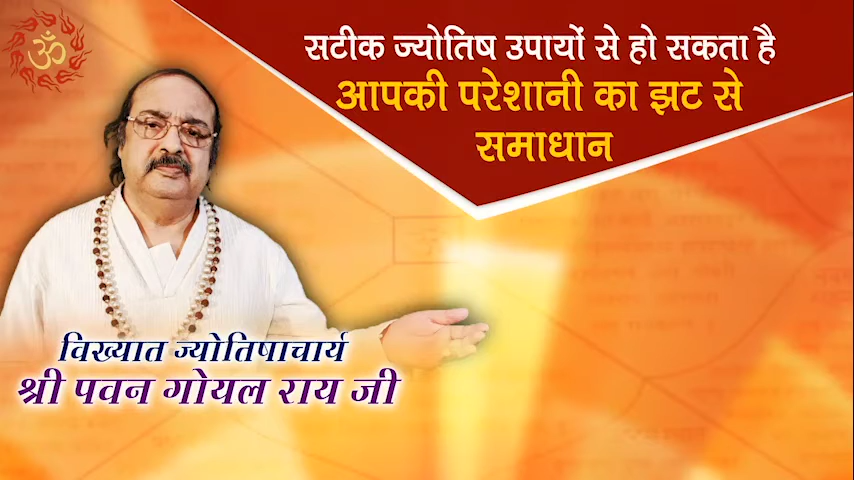 ॐ
सटीक ज्योतिष उपायों से हो सकता है
आपकी परेशानी का झट से
समाधान
विख्यात ज्योतिषाचार्य
श्री पवन गोयल राय जी